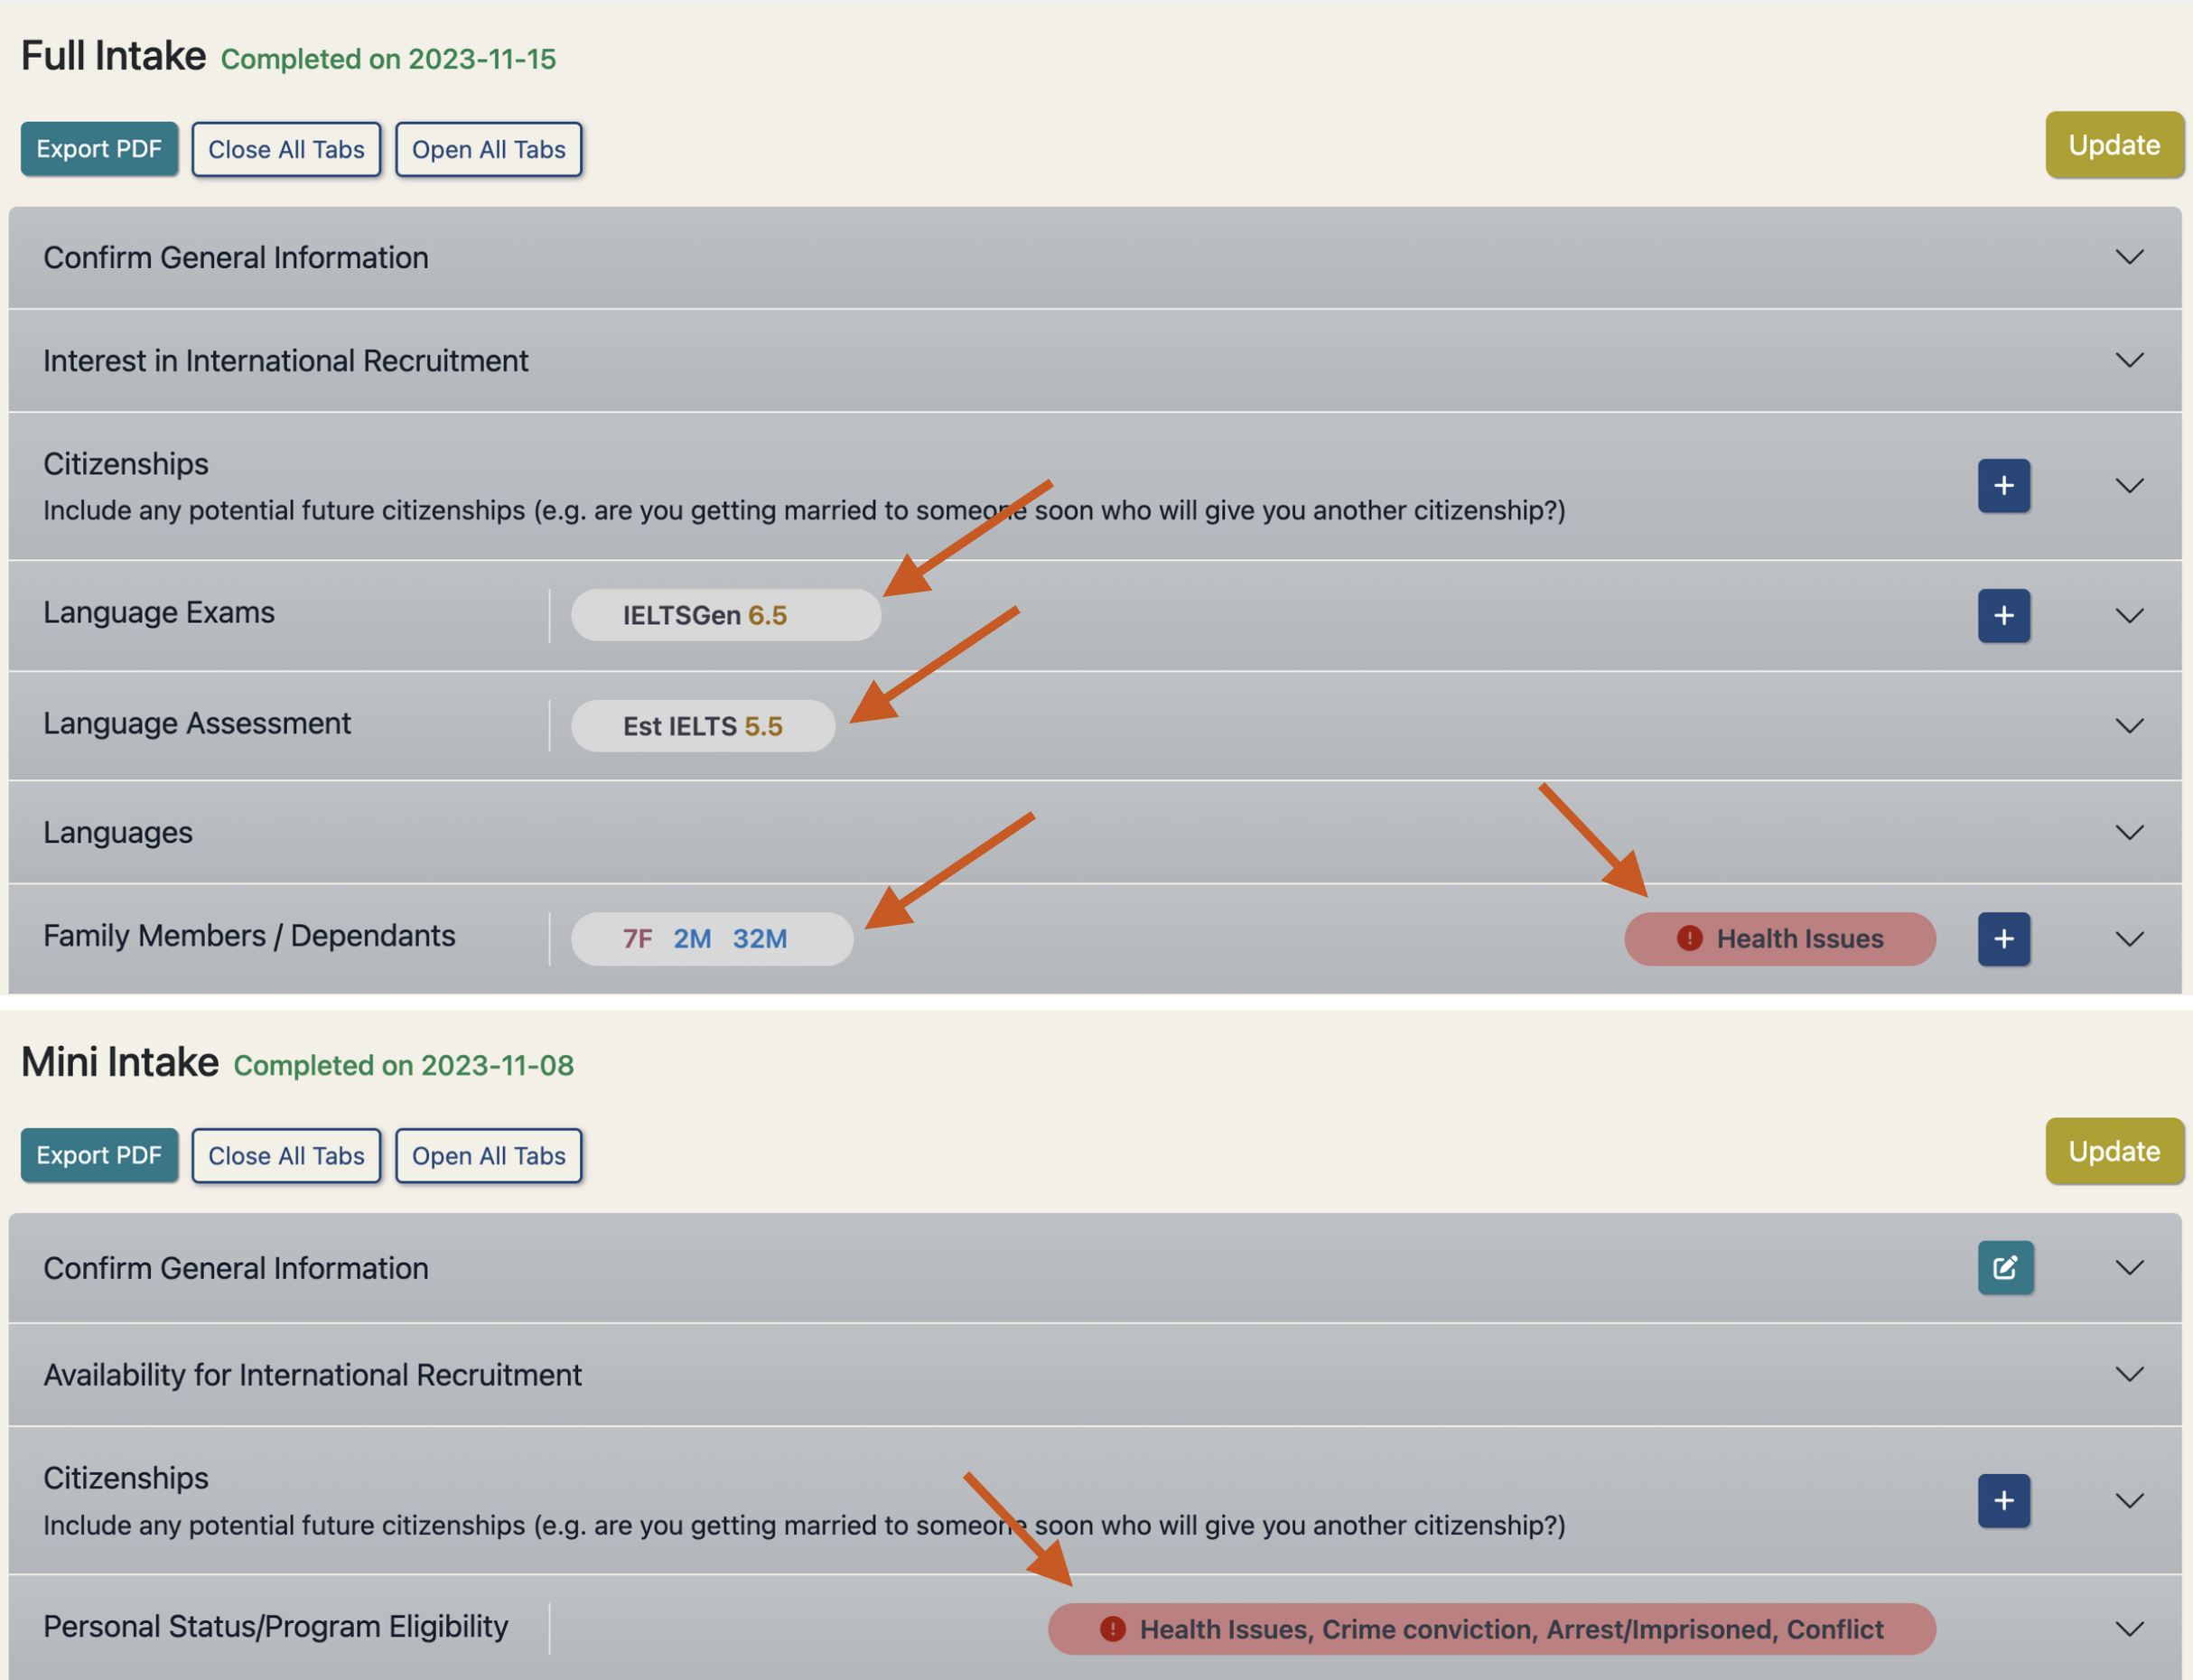 Full Intake Completed on 2023-11-15
Export PDF Close All Tabs Open All Tabs Update
Confirm General Information
Interest in International Recruitment
Citizenships
Include any potential future citizenships (e.g. are you getting married to someone soon who will give you another citizenship?)
Language Exams IELTSGen 6.5
Language Assessment Est IELTS 5.5
Languages
Family Members / Dependants 7F 2M 32M Health Issues
Mini Intake Completed on 2023-11-08
Export PDF Close All Tabs Open All Tabs Update
Confirm General Information
Availability for International Recruitment
Citizenships
Include any potential future citizenships (e.g. are you getting married to someone soon who will give you another citizenship?)
Personal Status/Program Eligibility Health Issues, Crime conviction, Arrest/Imprisoned, Conflict